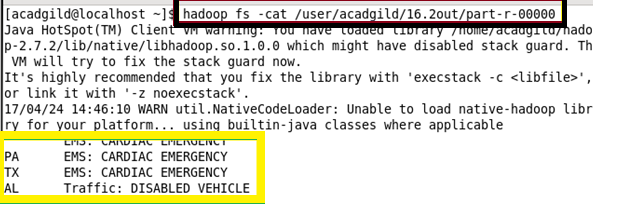 [acadgild@localhost ~]$ hadoop fs -cat /user/acadgild/16.2out/part-r-00000
Java HotSpot(TM) Client VM warning: You have loaded library /home/acadgild/hado
p-2.7.2/lib/native/libhadoop.so.1.0.0 which might have disabled stack guard. Th
VM will try to fix the stack guard now.
It's highly recommended that you fix the library with 'execstack -c <libfile>',
or link it with '-z noexecstack'.
17/04/24 14:46:10 WARN util.NativeCodeLoader: Unable to load native-hadoop libr
ry for your platform... using builtin-java classes where applicable
EMS: CARDIAC EMERGENCY
PA EMS: CARDIAC EMERGENCY
TX EMS: CARDIAC EMERGENCY
AL Traffic: DISABLED VEHICLE